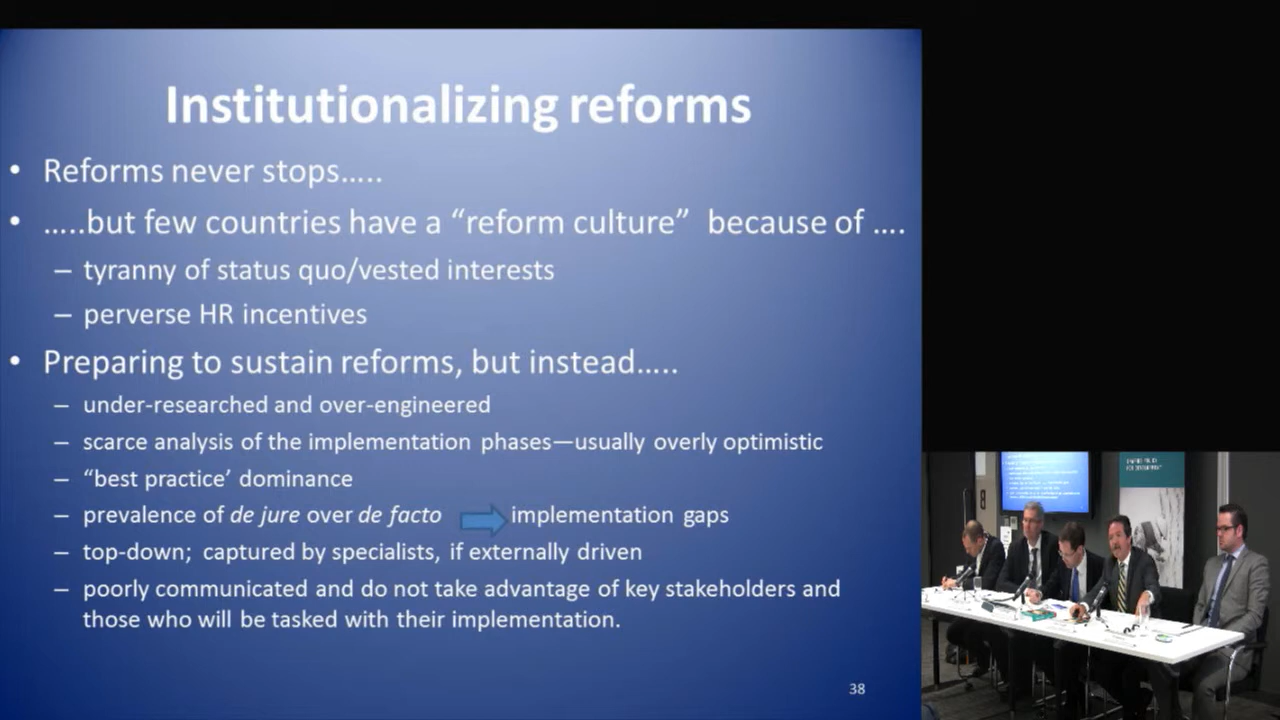 Institutionalizing reforms
• Reforms never stops.....
• .....but few countries have a “reform culture” because of ....
– tyranny of status quo/vested interests
– perverse HR incentives
• Preparing to sustain reforms, but instead.....
– under-researched and over-engineered
– scarce analysis of the implementation phases—usually overly optimistic
– “best practice’ dominance
– prevalence of de jure over de facto implementation gaps
– top-down; captured by specialists, if externally driven
– poorly communicated and do not take advantage of key stakeholders and
those who will be tasked with their implementation.
38